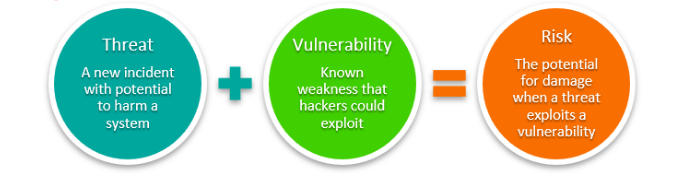 Threat
A new incident
with potential
to harm a
system
Vulnerability
Known
weakness that
hackers could
exploit
Risk
The potential
for damage
when a threat
exploits a
vulnerability